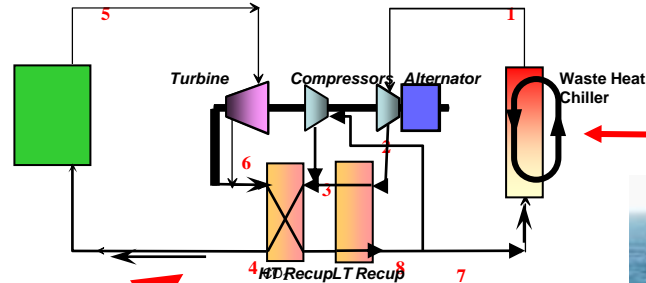 5
1
Turbine
Compressors
Alternator
Waste Heat
Chiller
2
6
3
4
8
7
HT Recup
LT Recup